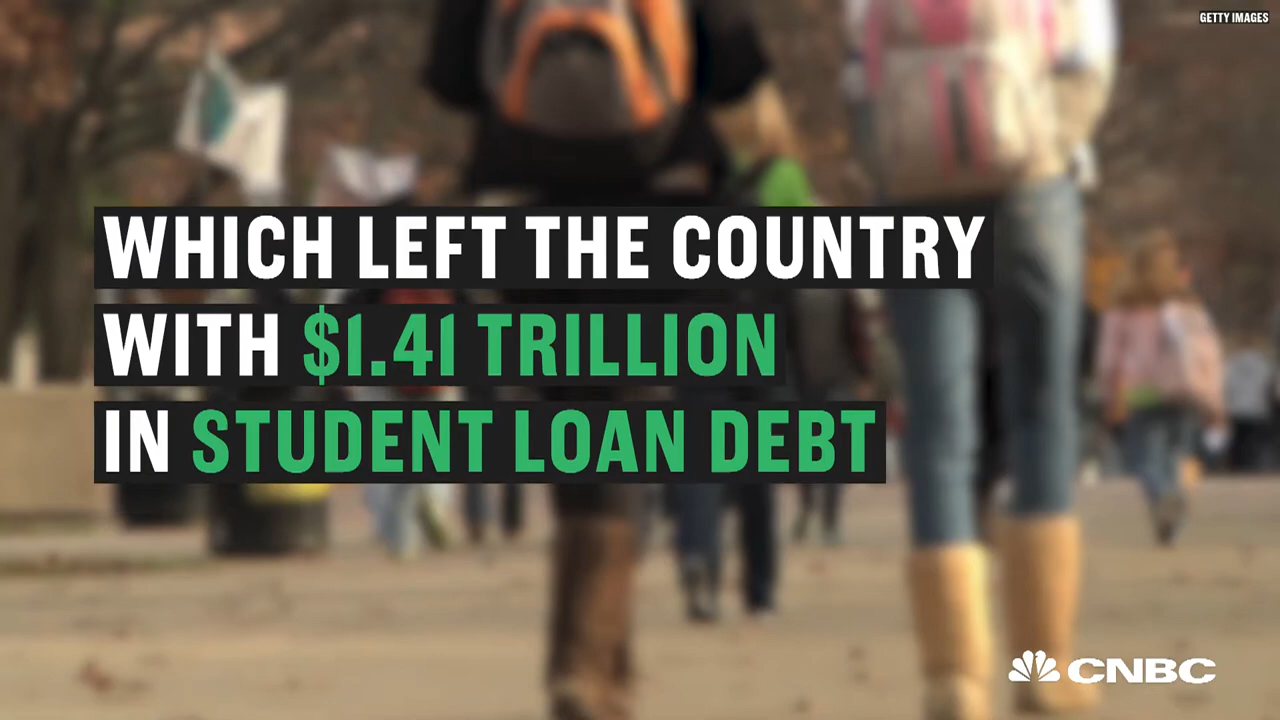 GETTY IMAGES
WHICH LEFT THE COUNTRY
WITH $1.41 TRILLION
IN STUDENT LOAN DEBT
CNBC